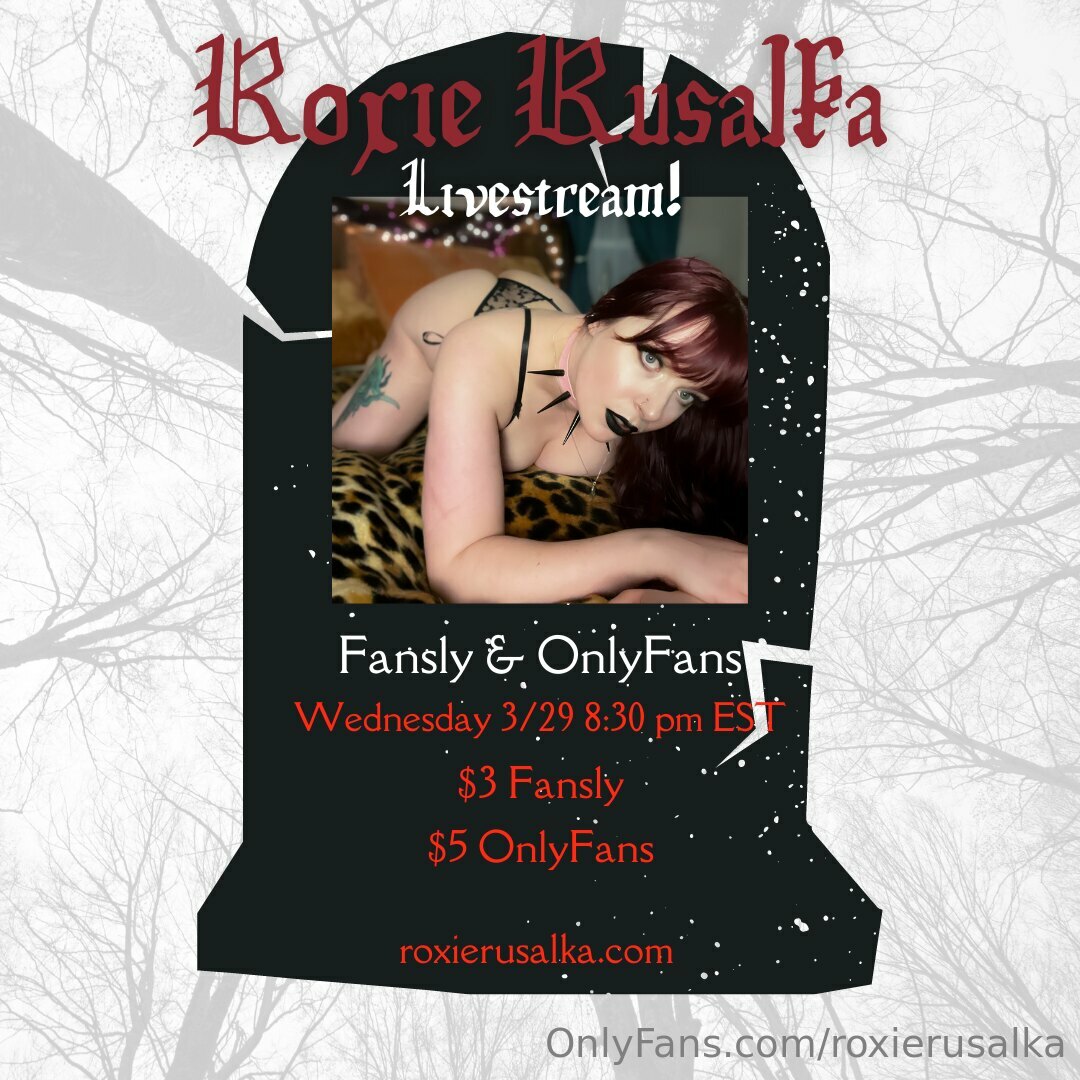 Roxie Rusalka
Livestream!
Fansly & OnlyFans
Wednesday 3/29 8:30 pm EST
$3 Fansly
$5 OnlyFans
roxierusalka.com
OnlyFans.com/roxierusalka